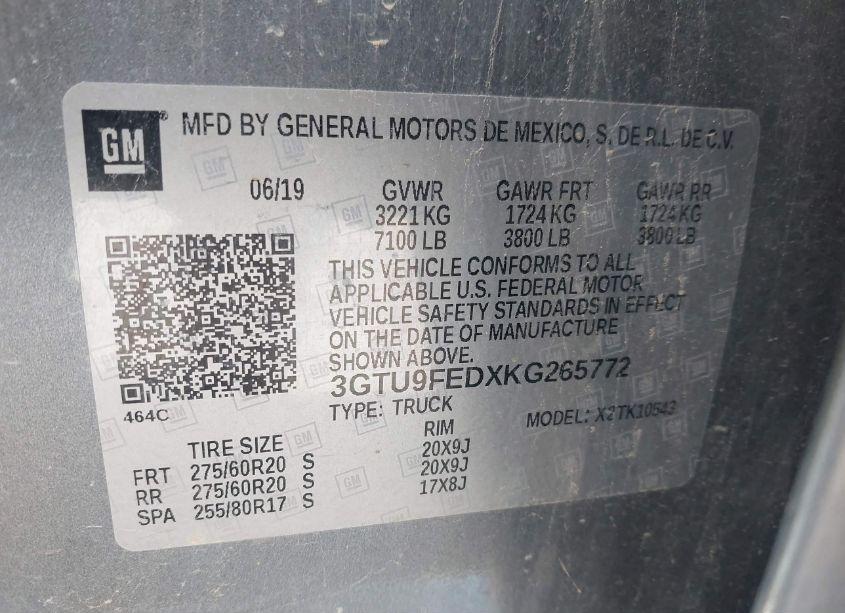 GM ® MFD BY GENERAL MOTORS DE MEXICO, S. DE R.L. DE C.V.
06/19 GVWR GAWR FRT GAWR RR
3221 KG 1724 KG 1724 KG
7100 LB 3800 LB 3800 LB
THIS VEHICLE CONFORMS TO ALL
APPLICABLE U.S. FEDERAL MOTOR
VEHICLE SAFETY STANDARDS IN EFFECT
ON THE DATE OF MANUFACTURE
SHOWN ABOVE.
3GTU9FEDXKG265772
464C TYPE: TRUCK MODEL: X2TK10543
TIRE SIZE RIM
FRT 275/60R20 S 20X9J
RR 275/60R20 S 20X9J
SPA 255/80R17 S 17X8J